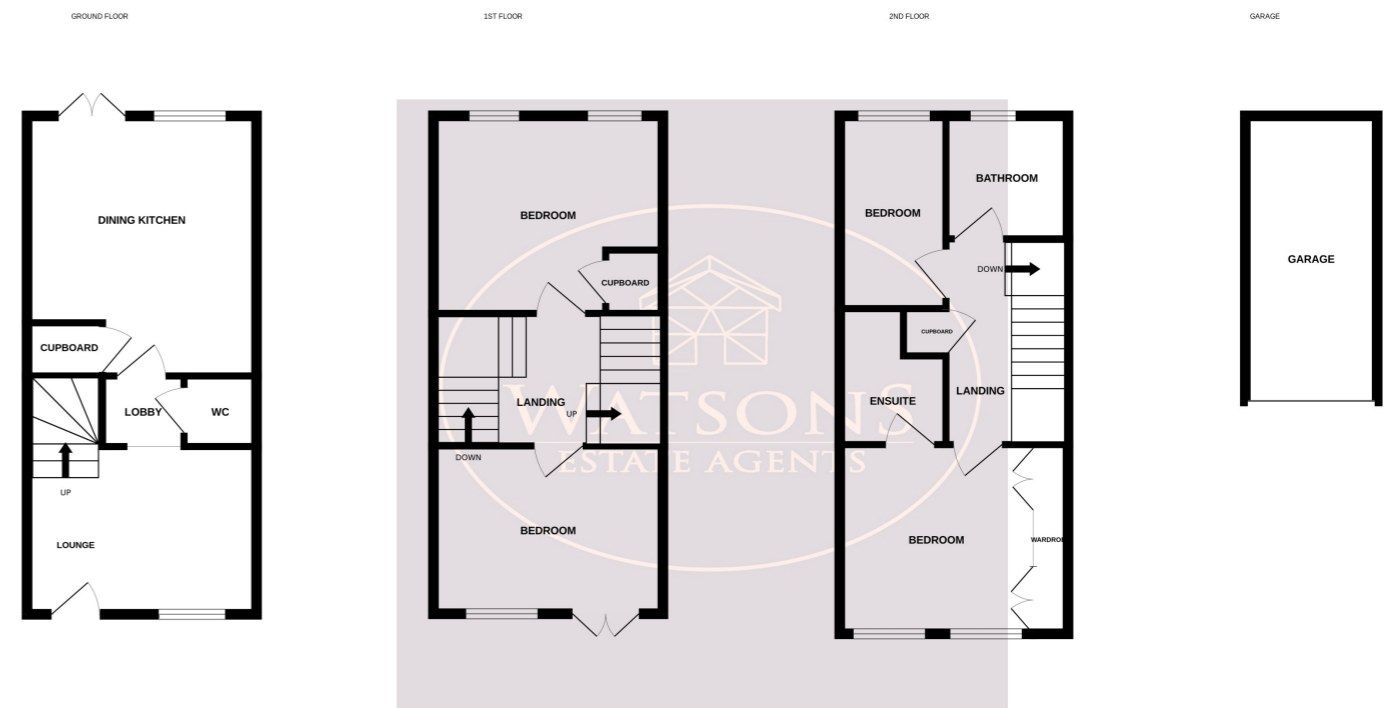 GROUND FLOOR
1ST FLOOR
2ND FLOOR
GARAGE
DINING KITCHEN
CUPBOARD
LOBBY
WC
UP
LOUNGE
BEDROOM
CUPBOARD
LANDING
UP
DOWN
BEDROOM
BEDROOM
BATHROOM
DOWN
CUPBOARD
ENSUITE
LANDING
BEDROOM
WARDROB
GARAGE
WATSONS
ESTATE AGENTS